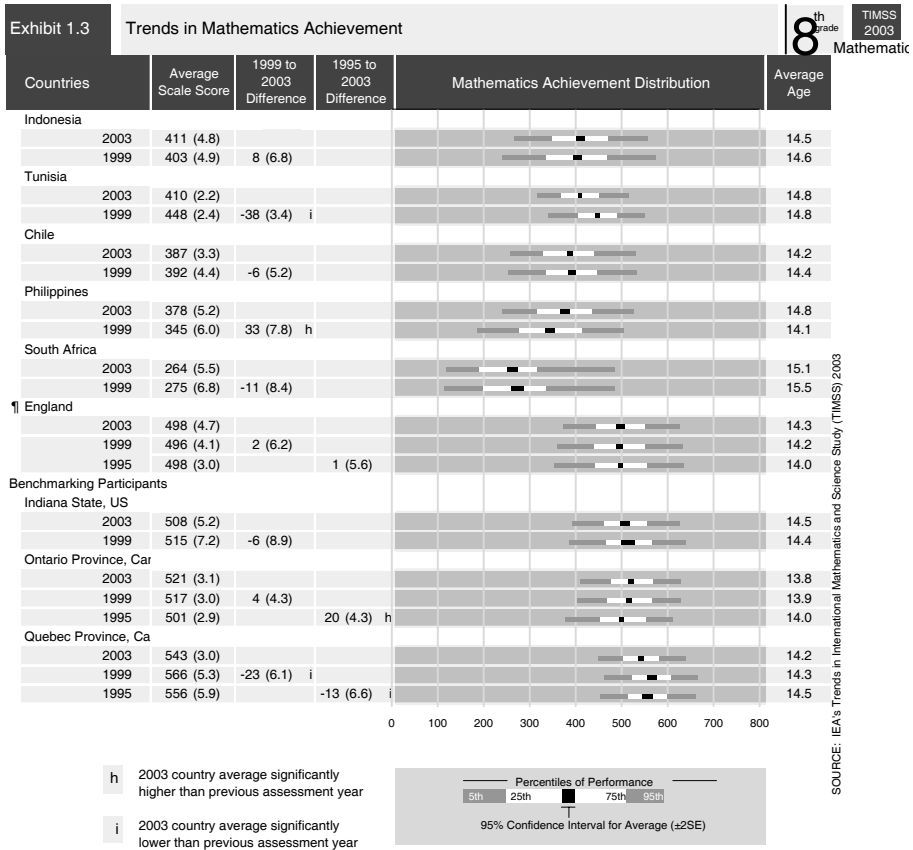 Exhibit 1.3 Trends in Mathematics Achievement
8th grade
TIMSS
2003
Mathematic
Countries Average Scale Score 1999 to 2003 Difference 1995 to 2003 Difference Mathematics Achievement Distribution Average Age
Indonesia
2003 411 (4.8) 14.5
1999 403 (4.9) 8 (6.8) 14.6
Tunisia
2003 410 (2.2) 14.8
1999 448 (2.4) -38 (3.4) i 14.8
Chile
2003 387 (3.3) 14.2
1999 392 (4.4) -6 (5.2) 14.4
Philippines
2003 378 (5.2) 14.8
1999 345 (6.0) 33 (7.8) h 14.1
South Africa
2003 264 (5.5) 15.1
1999 275 (6.8) -11 (8.4) 15.5
¶ England
2003 498 (4.7) 14.3
1999 496 (4.1) 2 (6.2) 14.2
1995 498 (3.0) 1 (5.6) 14.0
Benchmarking Participants
Indiana State, US
2003 508 (5.2) 14.5
1999 515 (7.2) -6 (8.9) 14.4
Ontario Province, Car
2003 521 (3.1) 13.8
1999 517 (3.0) 4 (4.3) 13.9
1995 501 (2.9) 20 (4.3) h 14.0
Quebec Province, Ca
2003 543 (3.0) 14.2
1999 566 (5.3) -23 (6.1) i 14.3
1995 556 (5.9) -13 (6.6) i 14.5
0 100 200 300 400 500 600 700 800
SOURCE: IEA's Trends in International Mathematics and Science Study (TIMSS) 2003
h 2003 country average significantly
higher than previous assessment year
i 2003 country average significantly
lower than previous assessment year
Percentiles of Performance
5th 25th 75th 95th
95% Confidence Interval for Average (±2SE)